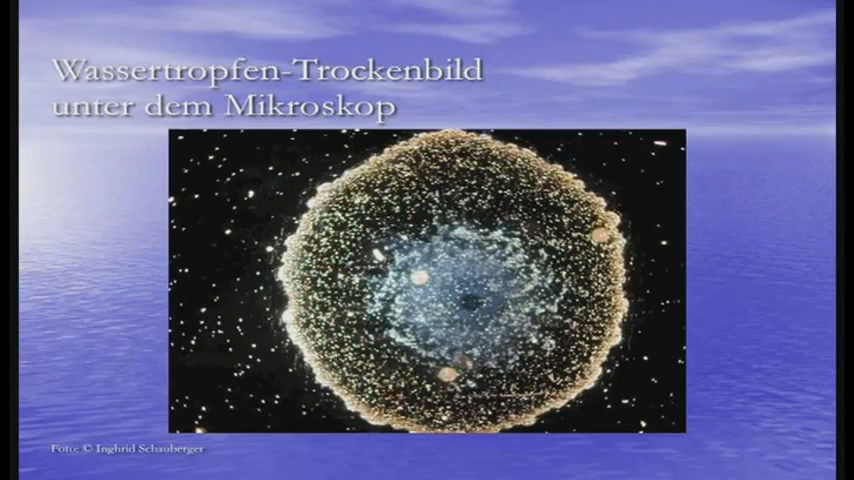 Wassertropfen-Trockenbild
unter dem Mikroskop
Foto: © Inghrid Schauberger